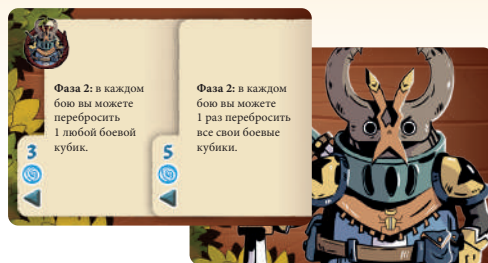 Фаза 2: в каждом
бою вы можете
перебросить
1 любой боевой
кубик.
3
Фаза 2: в каждом
бою вы можете
1 раз перебросить
все свои боевые
кубики.
5